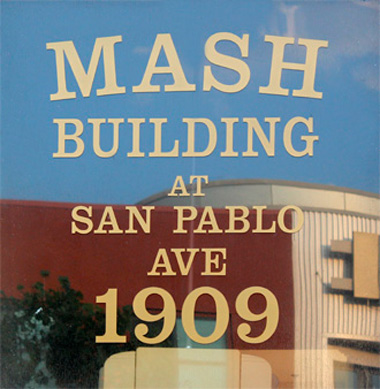 MASH
BUILDING
AT
SAN PABLO
AVE
1909